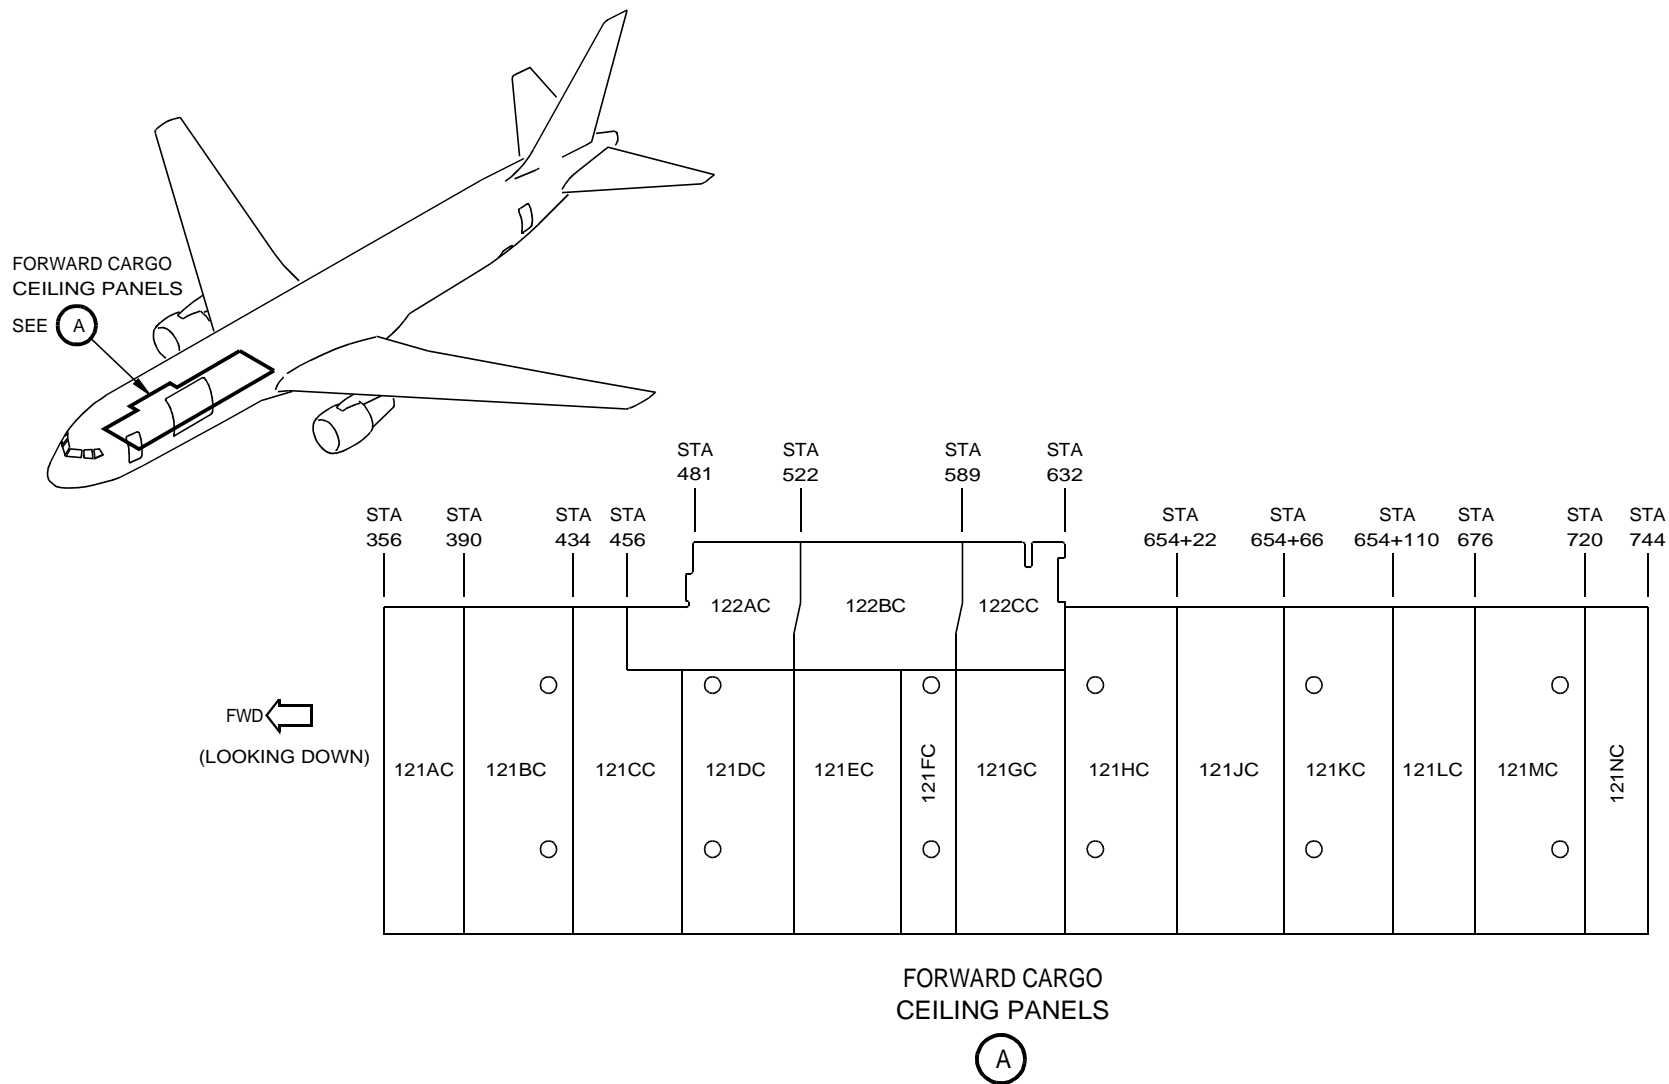 FORWARD CARGO
CEILING PANELS
SEE A
STA STA STA STA
481 522 589 632
STA STA STA STA STA STA STA STA STA STA
356 390 434 456 654+22 654+66 654+110 676 720 744
122AC 122BC 122CC
FWD
(LOOKING DOWN)
121AC 121BC 121CC 121DC 121EC 121FC 121GC 121HC 121JC 121KC 121LC 121MC 121NC
FORWARD CARGO
CEILING PANELS
A